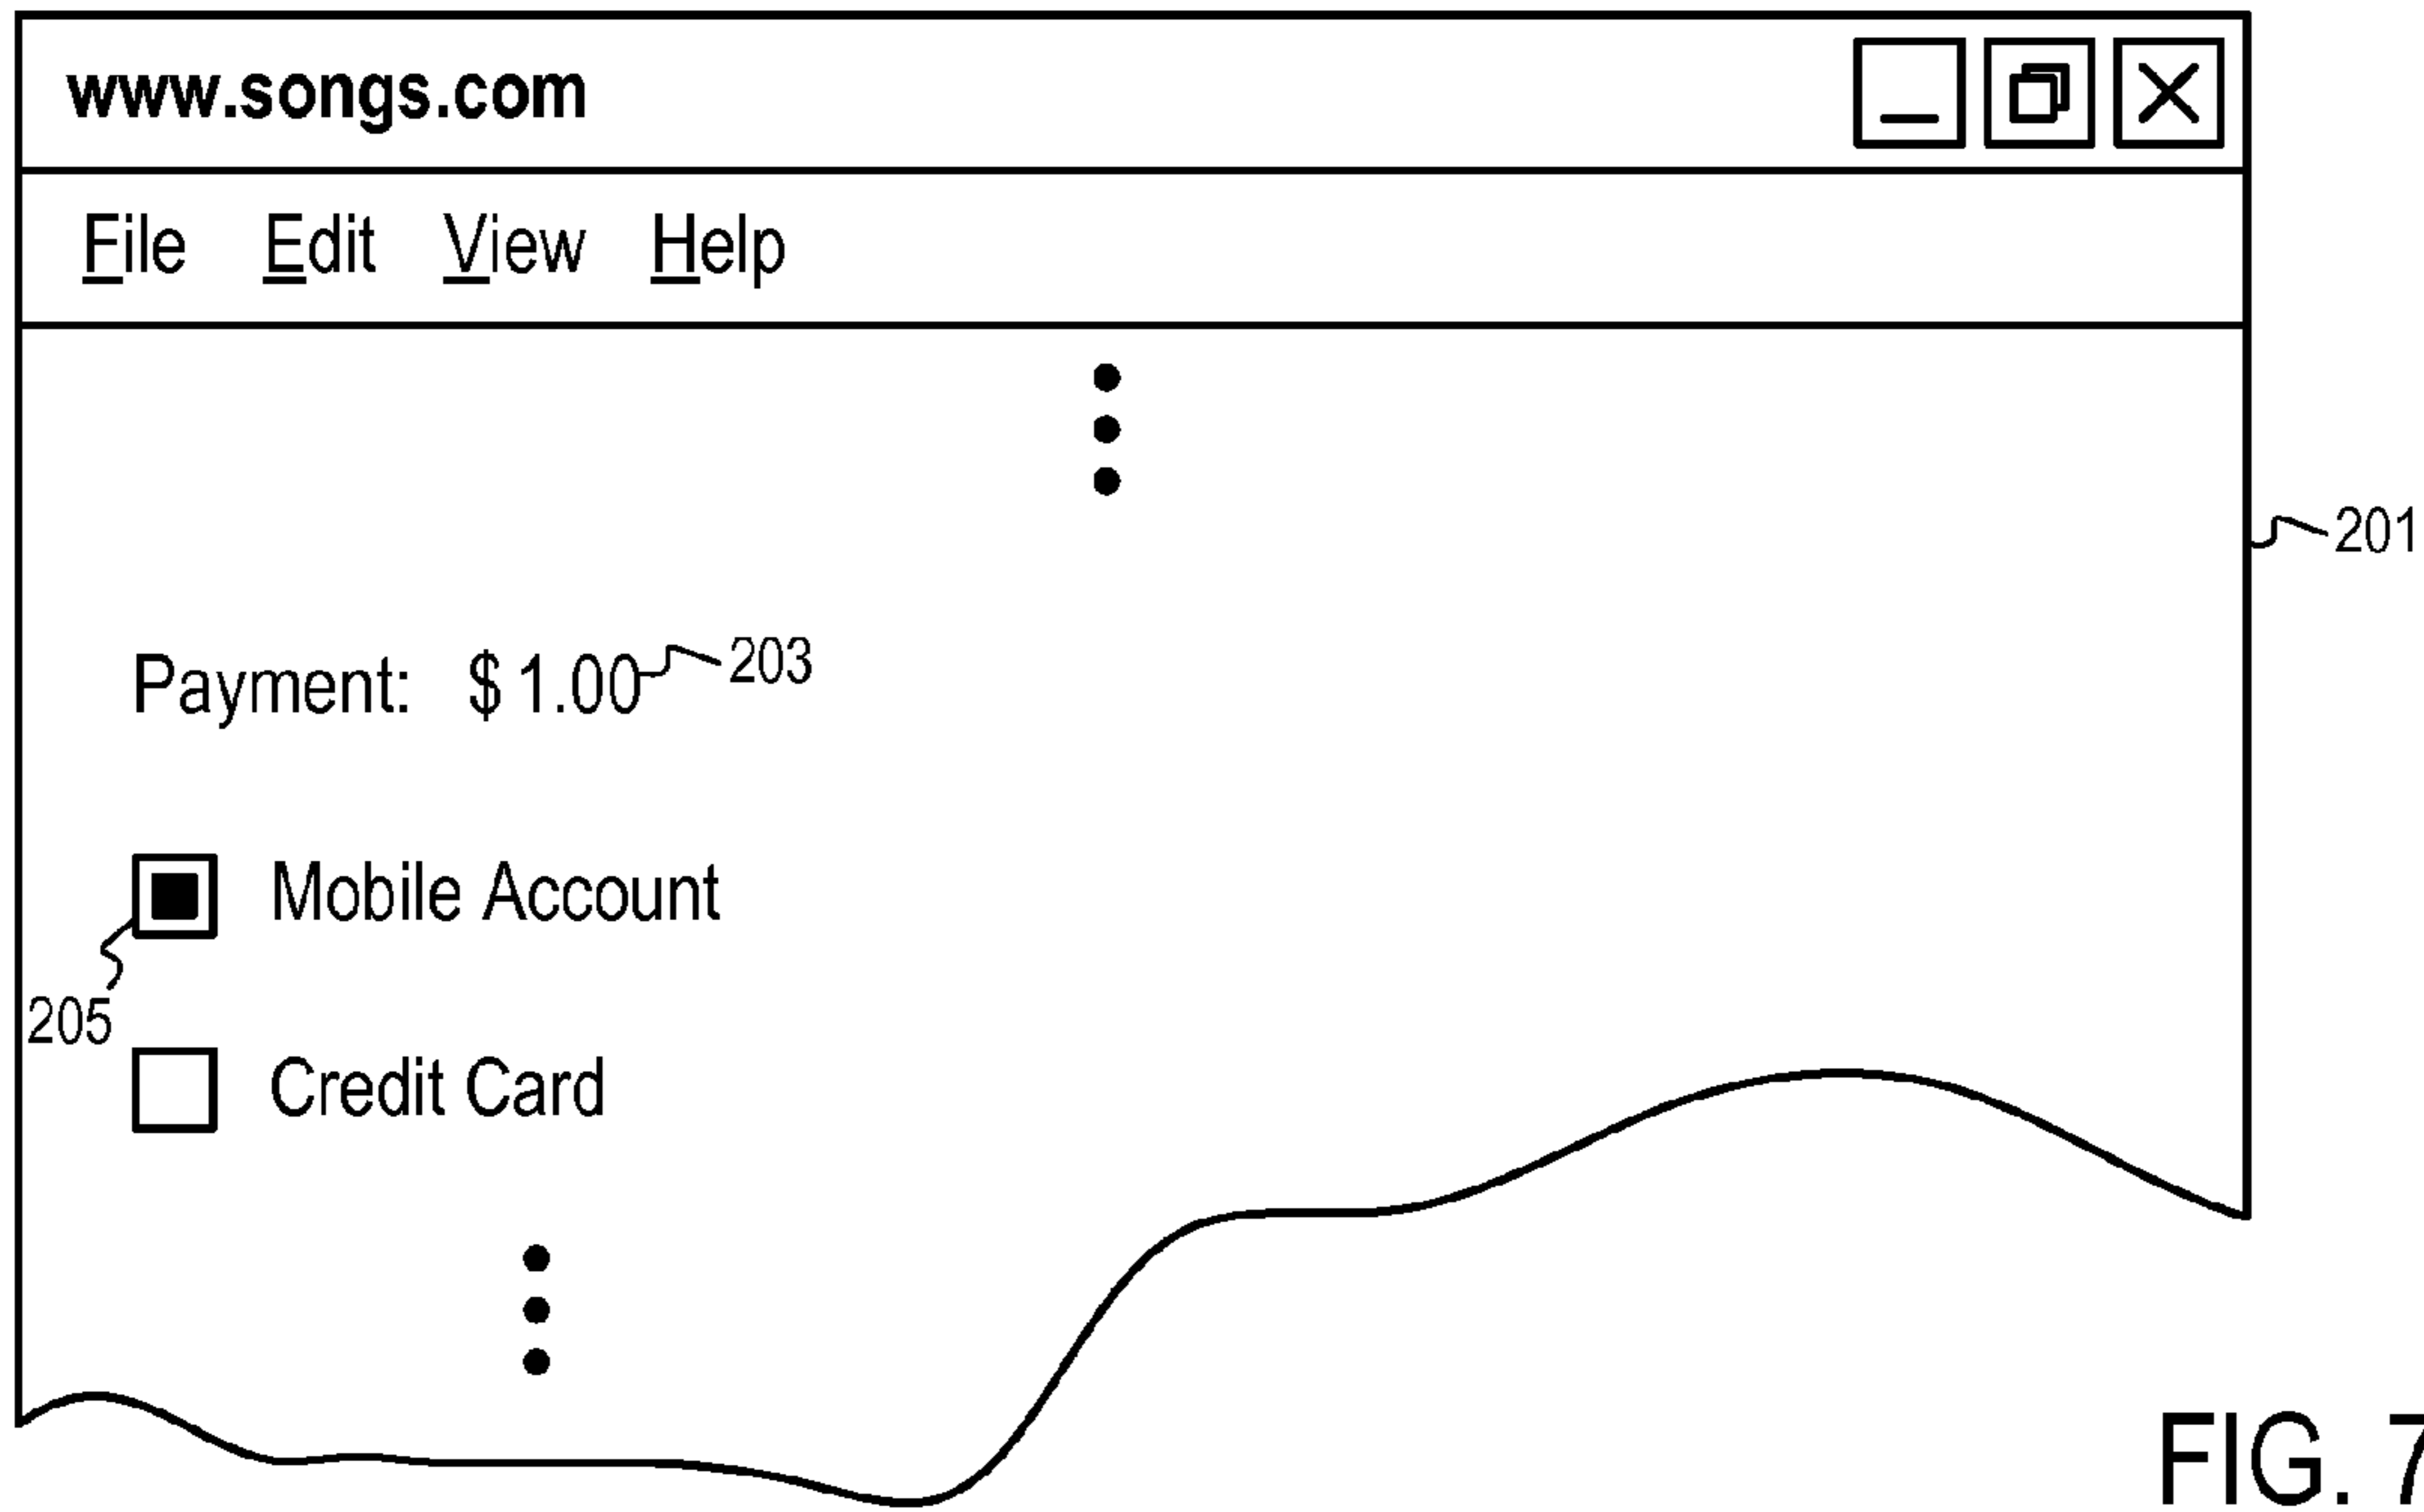 www.songs.com
File Edit View Help
201
Payment: $1.00 203
Mobile Account
205
Credit Card
FIG. 7